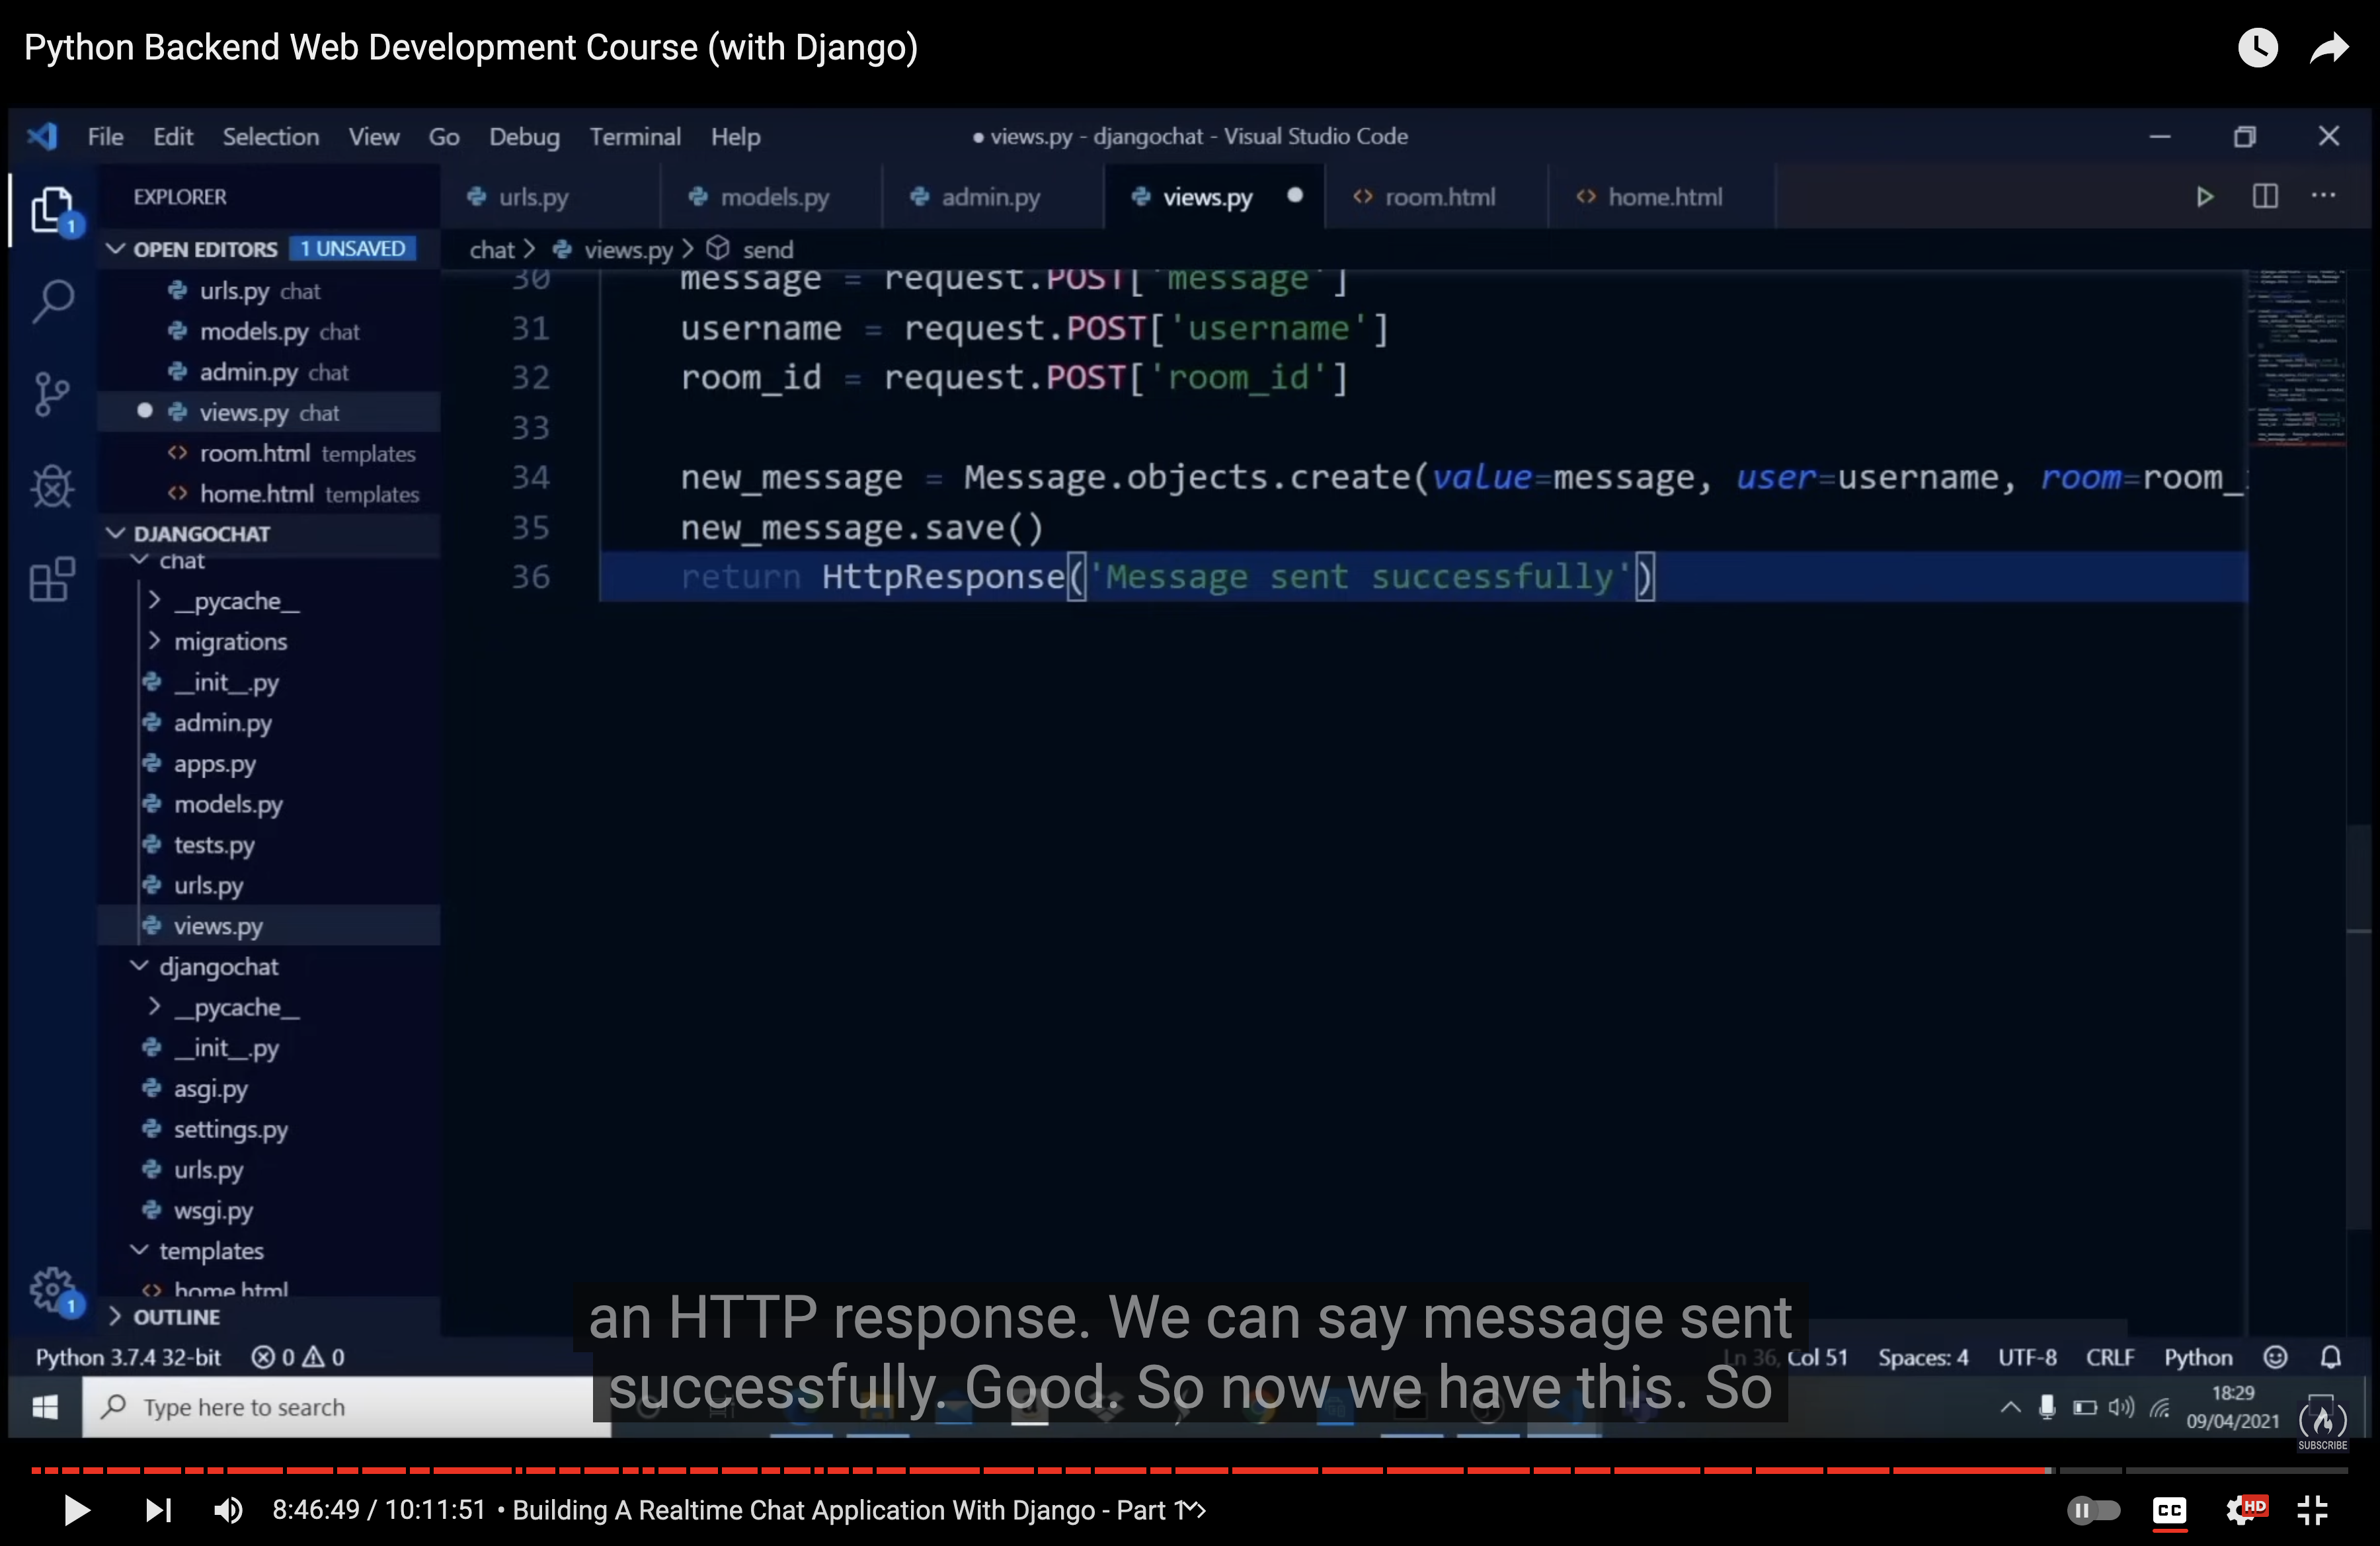 Python Backend Web Development Course (with Django)
File Edit Selection View Go Debug Terminal Help
● views.py - djangochat - Visual Studio Code
EXPLORER
OPEN EDITORS 1 UNSAVED
urls.py chat
models.py chat
admin.py chat
views.py chat
room.html templates
home.html templates
DJANGOCHAT
chat
__pycache__
migrations
__init__.py
admin.py
apps.py
models.py
tests.py
urls.py
views.py
djangochat
__pycache__
__init__.py
asgi.py
settings.py
urls.py
wsgi.py
templates
home.html
OUTLINE
1
1
urls.py models.py admin.py views.py room.html home.html
chat > views.py > send
30 message = request.POST['message']
31 username = request.POST['username']
32 room_id = request.POST['room_id']
33
34 new_message = Message.objects.create(value=message, user=username, room=room_
35 new_message.save()
36 return HttpResponse('Message sent successfully')
an HTTP response. We can say message sent
successfully. Good. So now we have this. So
Python 3.7.4 32-bit 0 0 Ln 36, Col 51 Spaces: 4 UTF-8 CRLF Python
Type here to search
18:29
09/04/2021
SUBSCRIBE
8:46:49 / 10:11:51 • Building A Realtime Chat Application With Django - Part 1
CC HD